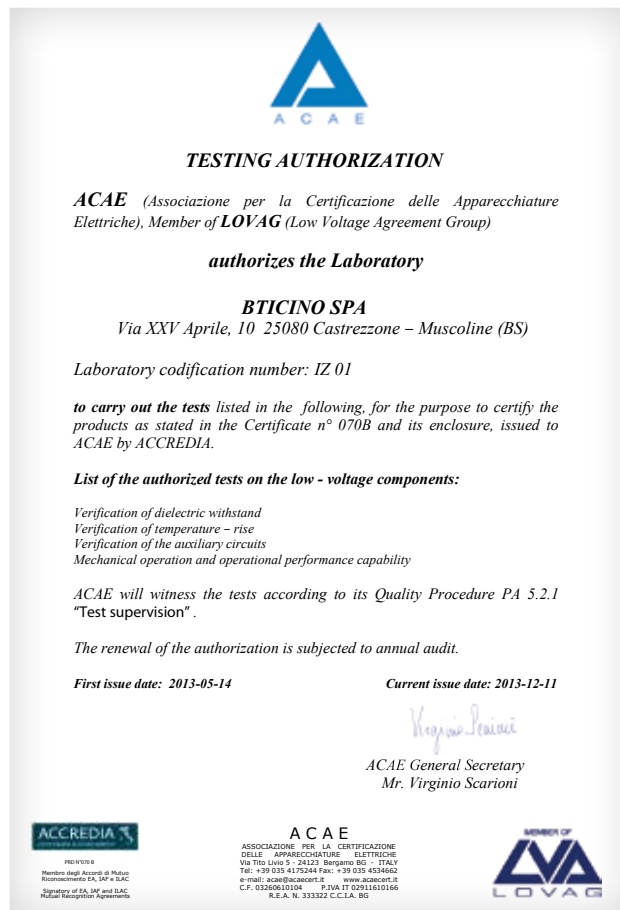 ACAE
TESTING AUTHORIZATION
ACAE (Associazione per la Certificazione delle Apparecchiature
Elettriche), Member of LOVAG (Low Voltage Agreement Group)
authorizes the Laboratory
BTICINO SPA
Via XXV Aprile, 10 25080 Castrezzone – Muscoline (BS)
Laboratory codification number: IZ 01
to carry out the tests listed in the following, for the purpose to certify the
products as stated in the Certificate n° 070B and its enclosure, issued to
ACAE by ACCREDIA.
List of the authorized tests on the low - voltage components:
Verification of dielectric withstand
Verification of temperature – rise
Verification of the auxiliary circuits
Mechanical operation and operational performance capability
ACAE will witness the tests according to its Quality Procedure PA 5.2.1
"Test supervision" .
The renewal of the authorization is subjected to annual audit.
First issue date: 2013-05-14 Current issue date: 2013-12-11
ACAE General Secretary
Mr. Virginio Scarioni
ACCREDIA
PRD N°070 B
Membro degli Accordi di Mutuo
Riconoscimento EA, IAF e ILAC
Signatory of EA, IAF and ILAC
Mutual Recognition Agreements
A C A E
ASSOCIAZIONE PER LA CERTIFICAZIONE
DELLE APPARECCHIATURE ELETTRICHE
Via Tito Livio 5 - 24123 Bergamo BG - ITALY
Tel: +39 035 4175244 Fax: +39 035 4534662
e-mail: acae@acaecert.it www.acaecert.it
C.F. 03260610104 P.IVA IT 02911610166
R.E.A. N. 333322 C.C.I.A. BG
MEMBER OF
LVA
LOVAG